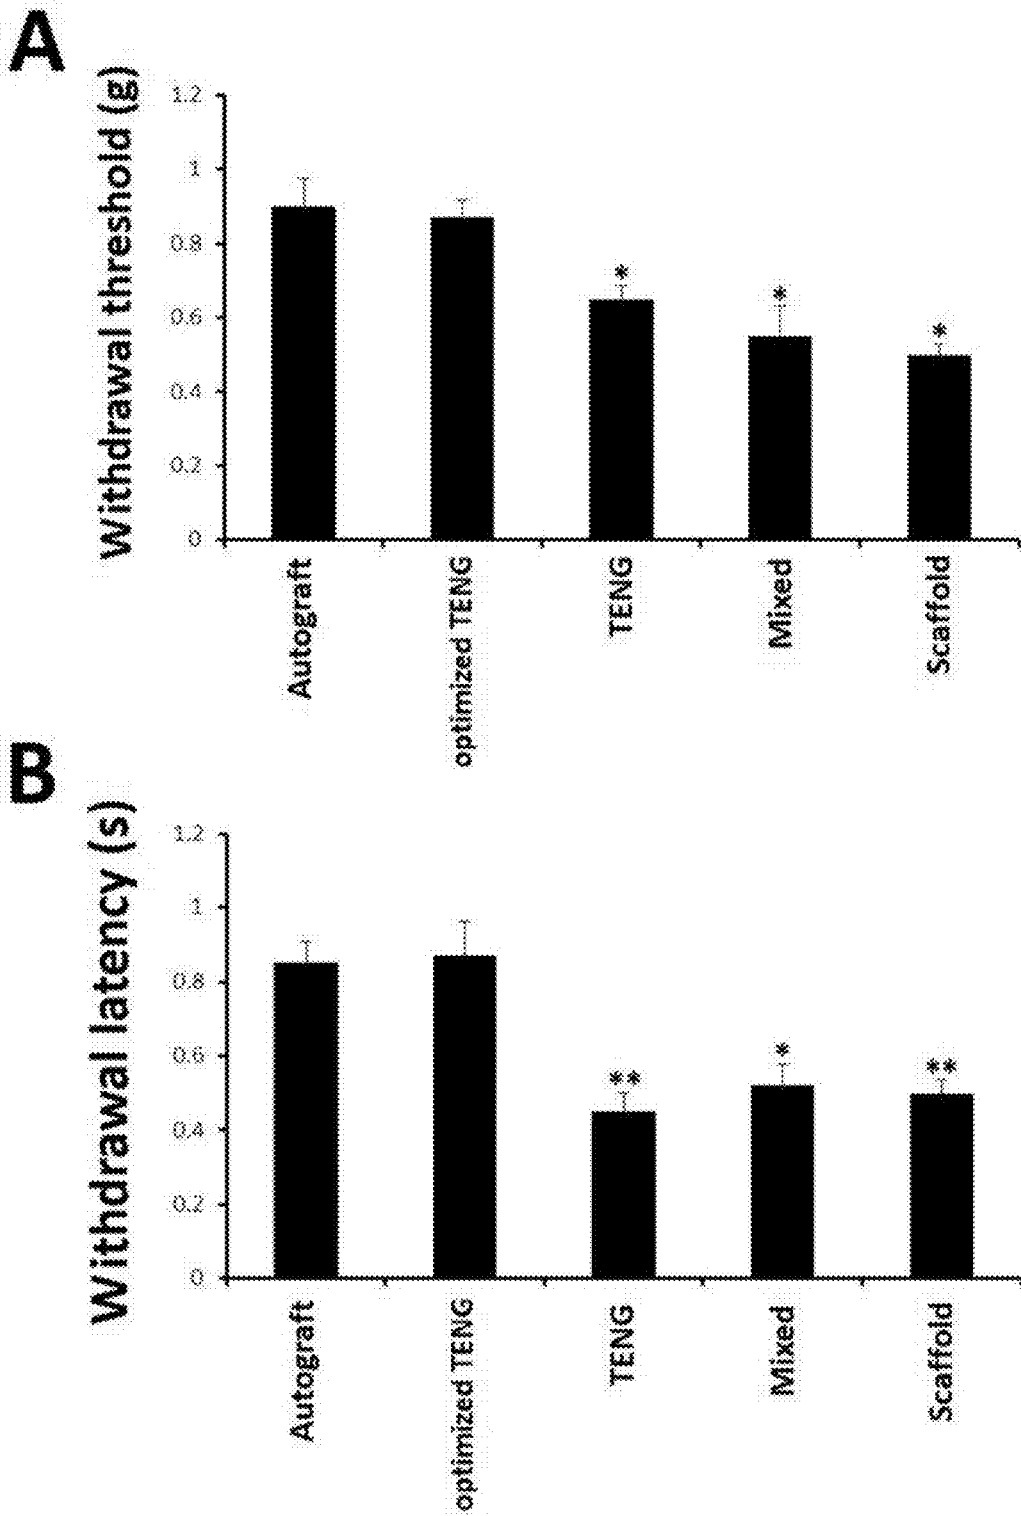 A
Withdrawal threshold (g)
1.2
1
0.8
0.6
0.4
0.2
0
*
*
*
Autograft
optimized TENG
TENG
Mixed
Scaffold
B
Withdrawal latency (s)
1.2
1
0.8
0.6
0.4
0.2
0
**
*
**
Autograft
optimized TENG
TENG
Mixed
Scaffold